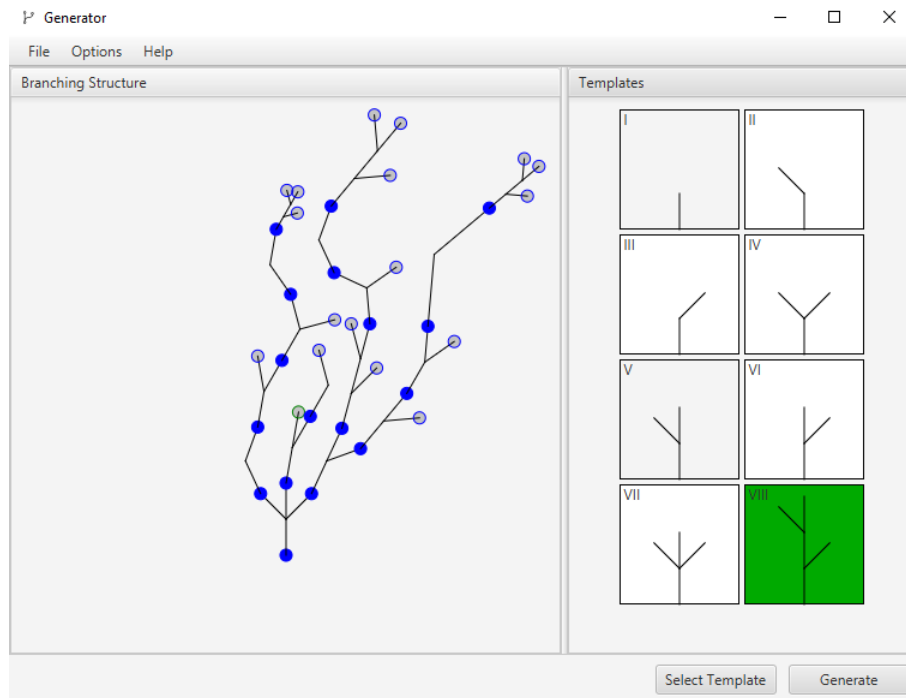 Generator
File Options Help
Branching Structure
Templates
I II
III IV
V VI
VII VIII
Select Template Generate